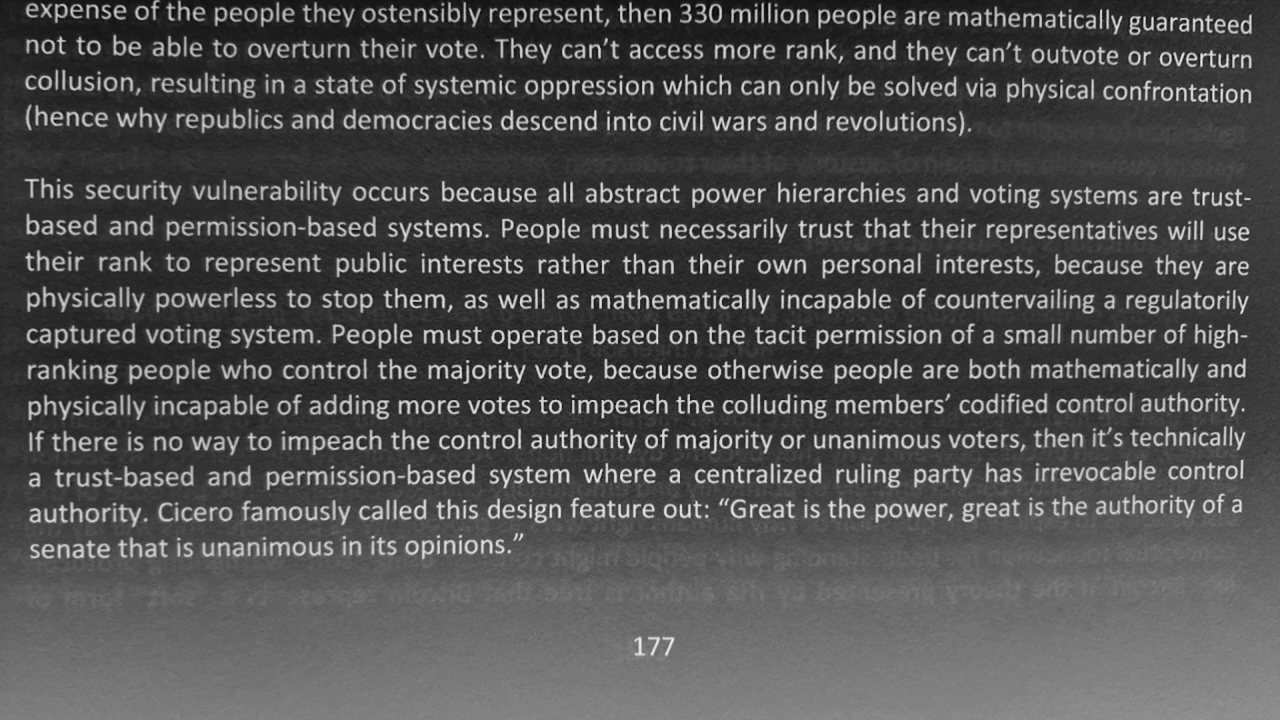 expense of the people they ostensibly represent, then 330 million people are mathematically guaranteed
not to be able to overturn their vote. They can’t access more rank, and they can’t outvote or overturn
collusion, resulting in a state of systemic oppression which can only be solved via physical confrontation
(hence why republics and democracies descend into civil wars and revolutions).
This security vulnerability occurs because all abstract power hierarchies and voting systems are trust-
based and permission-based systems. People must necessarily trust that their representatives will use
their rank to represent public interests rather than their own personal interests, because they are
physically powerless to stop them, as well as mathematically incapable of countervailing a regulatorily
captured voting system. People must operate based on the tacit permission of a small number of high-
ranking people who control the majority vote, because otherwise people are both mathematically and
physically incapable of adding more votes to impeach the colluding members’ codified control authority.
If there is no way to impeach the control authority of majority or unanimous voters, then it’s technically
a trust-based and permission-based system where a centralized ruling party has irrevocable control
authority. Cicero famously called this design feature out: “Great is the power, great is the authority of a
senate that is unanimous in its opinions.”
177